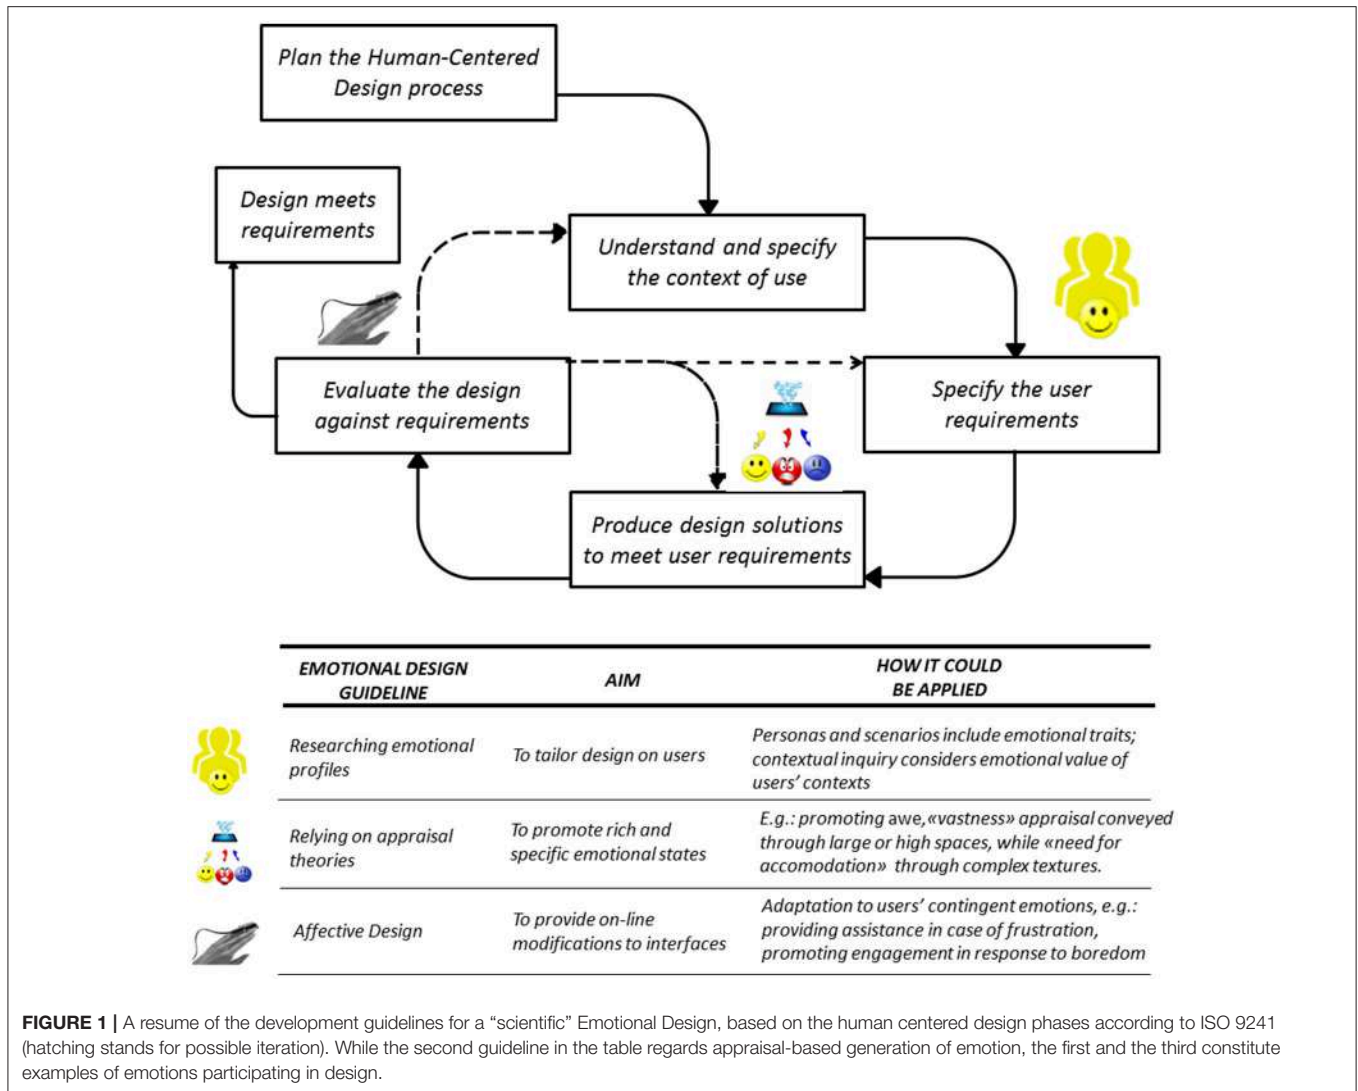 Plan the Human-Centered
Design process
Design meets
requirements
Understand and specify
the context of use
Evaluate the design
against requirements
Specify the user
requirements
Produce design solutions
to meet user requirements
EMOTIONAL DESIGN
GUIDELINE
AIM
HOW IT COULD
BE APPLIED
Researching emotional
profiles
To tailor design on users
Personas and scenarios include emotional traits;
contextual inquiry considers emotional value of
users' contexts
Relying on appraisal
theories
To promote rich and
specific emotional states
E.g.: promoting awe, «vastness» appraisal conveyed
through large or high spaces, while «need for
accomodation» through complex textures.
Affective Design
To provide on-line
modifications to interfaces
Adaptation to users' contingent emotions, e.g.:
providing assistance in case of frustration,
promoting engagement in response to boredom
FIGURE 1 | A resume of the development guidelines for a “scientific” Emotional Design, based on the human centered design phases according to ISO 9241
(hatching stands for possible iteration). While the second guideline in the table regards appraisal-based generation of emotion, the first and the third constitute
examples of emotions participating in design.